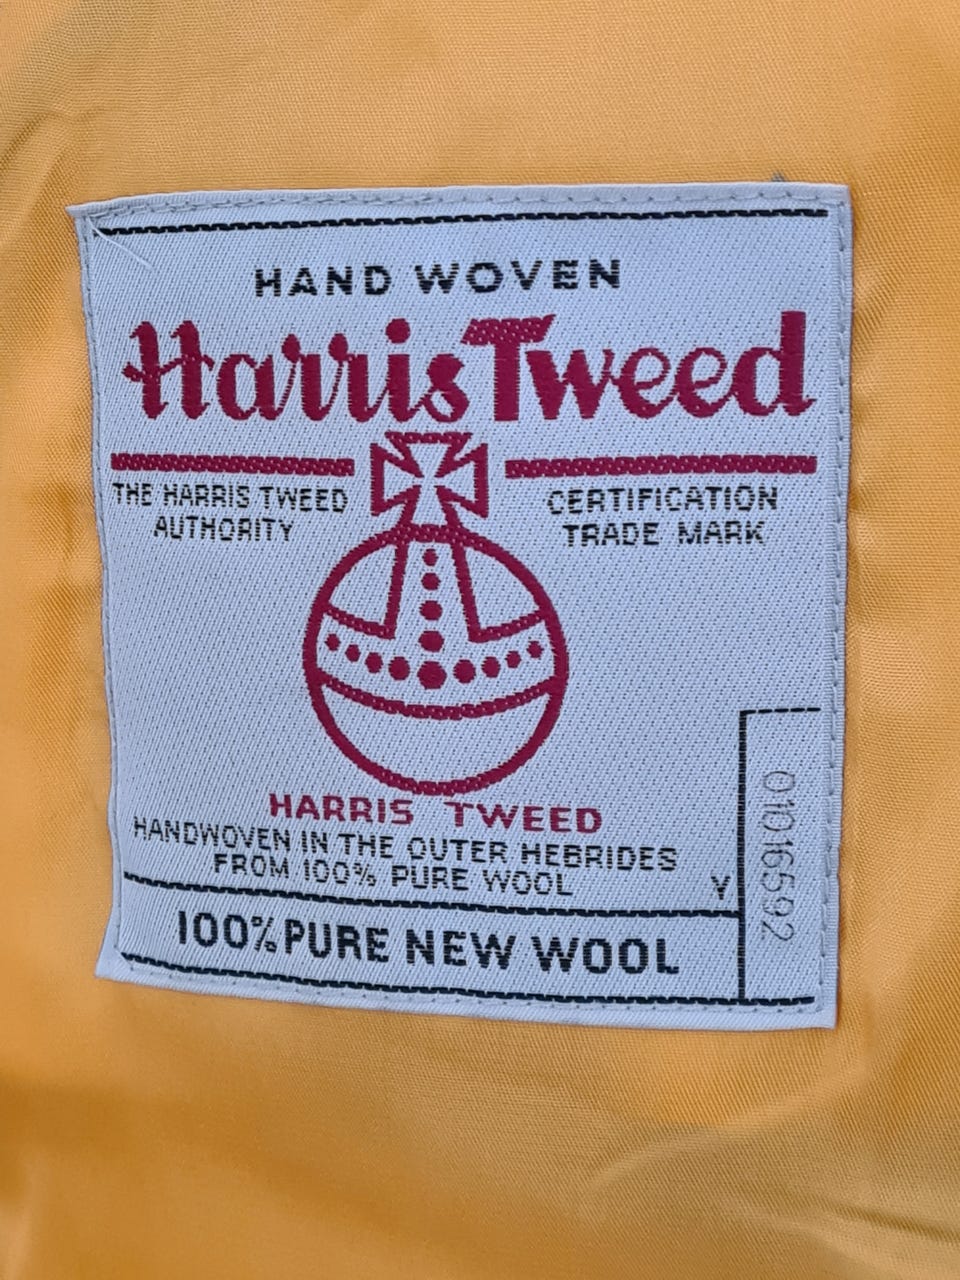 HAND WOVEN
Harris Tweed
THE HARRIS TWEED
AUTHORITY
CERTIFICATION
TRADE MARK
HARRIS TWEED
HANDWOVEN IN THE OUTER HEBRIDES
FROM 100% PURE WOOL
V
100% PURE NEW WOOL
01016592